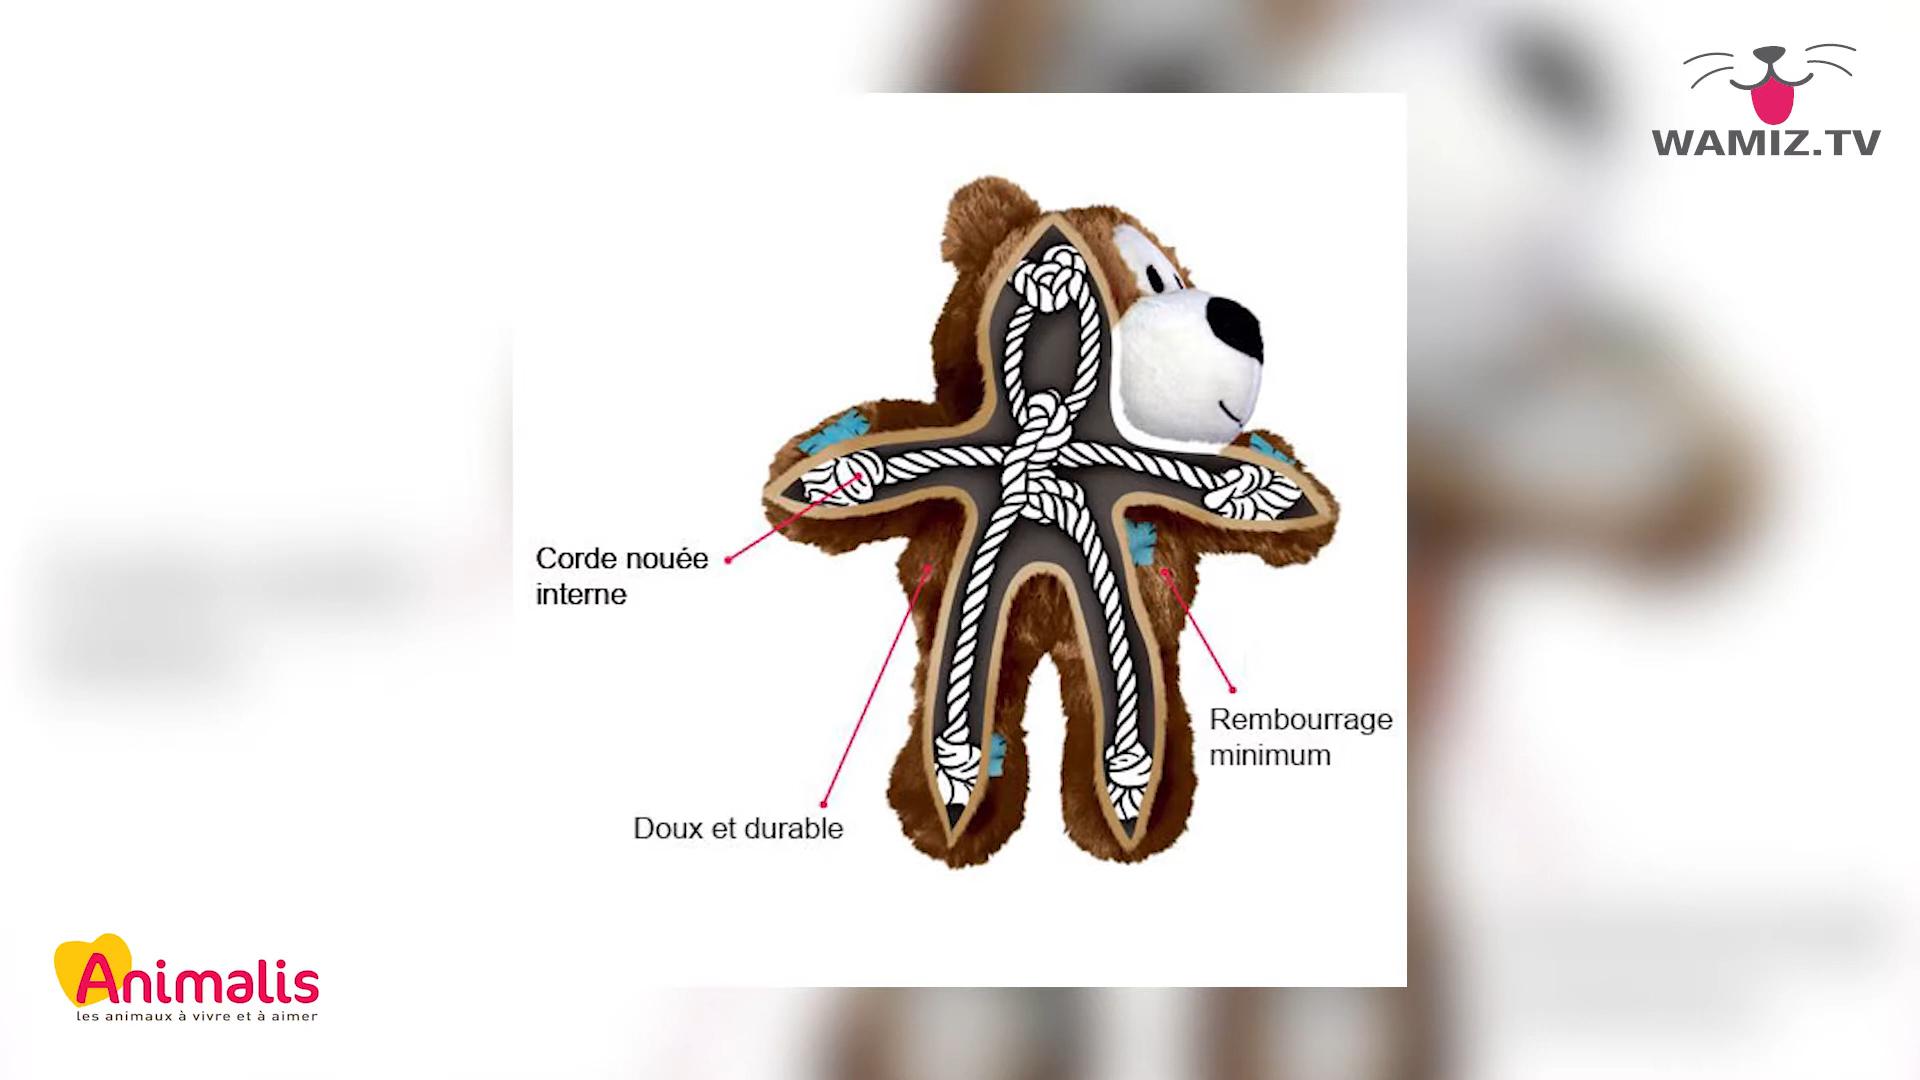 WAMIZ.TV
Corde nouée
interne
Rembourrage
minimum
Doux et durable
Animalis
les animaux à vivre et à aimer